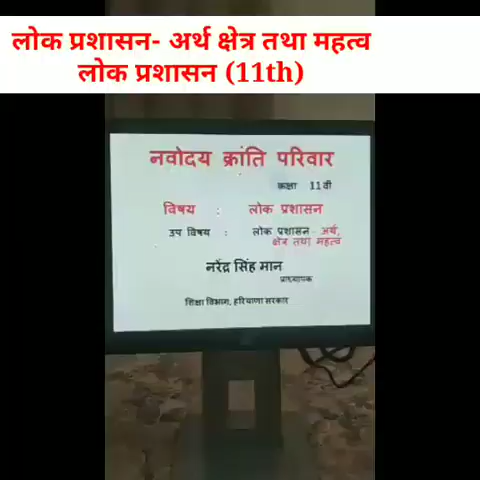 लोक प्रशासन- अर्थ क्षेत्र तथा महत्व
लोक प्रशासन (11th)
नवोदय क्रांति परिवार
कक्षा 11वी
विषय : लोक प्रशासन
उप विषय : लोक प्रशासन - अर्थ,
क्षेत्र तथा महत्व
नरेंद्र सिंह मान
प्राध्यापक
शिक्षा विभाग, हरियाणा सरकार